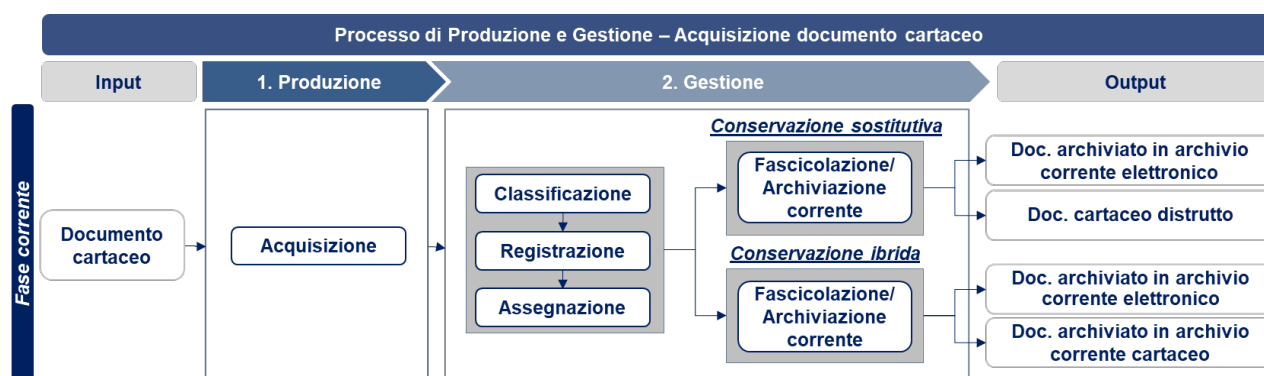 Processo di Produzione e Gestione – Acquisizione documento cartaceo
Input
1. Produzione
2. Gestione
Output
Fase corrente
Documento
cartaceo
Acquisizione
Classificazione
Registrazione
Assegnazione
Conservazione sostitutiva
Fascicolazione/
Archiviazione
corrente
Conservazione ibrida
Fascicolazione/
Archiviazione
corrente
Doc. archiviato in archivio
corrente elettronico
Doc. cartaceo distrutto
Doc. archiviato in archivio
corrente elettronico
Doc. archiviato in archivio
corrente cartaceo